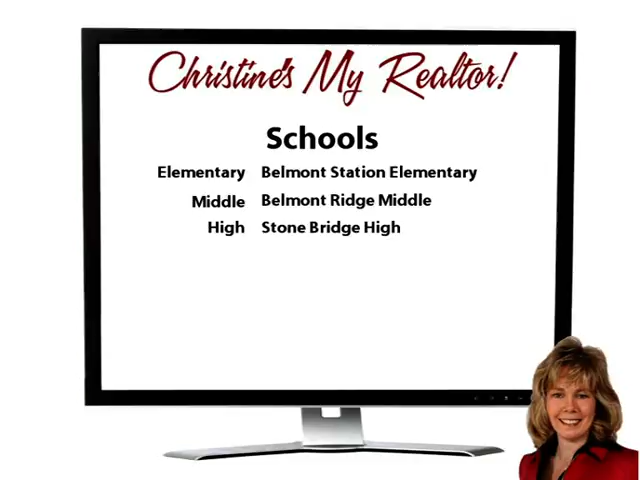 Christine's My Realtor!
Schools
Elementary Belmont Station Elementary
Middle Belmont Ridge Middle
High Stone Bridge High